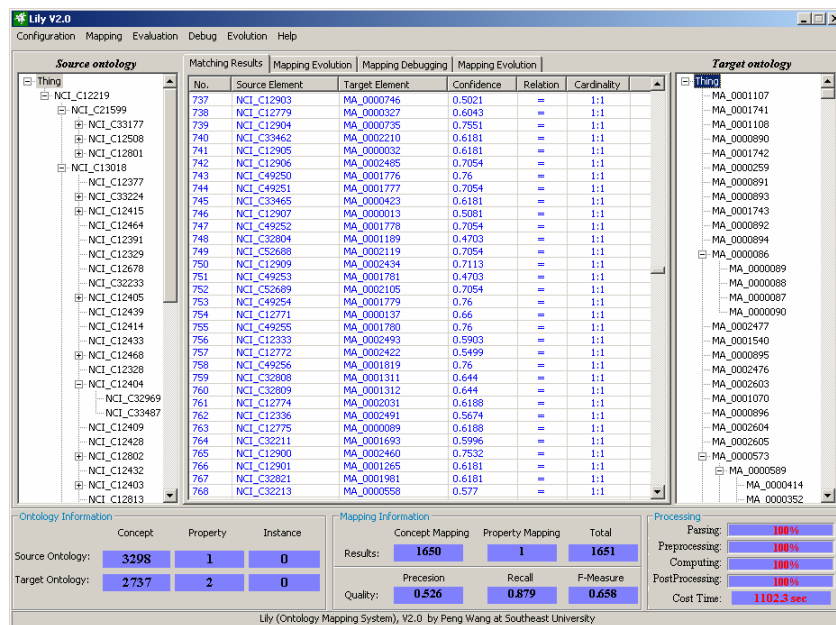 Lily V2.0
Configuration Mapping Evaluation Debug Evolution Help
Source ontology
Thing
NCI_C12219
NCI_C21599
NCI_C33177
NCI_C12508
NCI_C12801
NCI_C13018
NCI_C12377
NCI_C33224
NCI_C12415
NCI_C12464
NCI_C12391
NCI_C12329
NCI_C12678
NCI_C32233
NCI_C12405
NCI_C12439
NCI_C12414
NCI_C12433
NCI_C12468
NCI_C12328
NCI_C12404
NCI_C32969
NCI_C33487
NCI_C12409
NCI_C12428
NCI_C12802
NCI_C12432
NCI_C12403
NCI_C12813
Matching Results Mapping Evolution Mapping Debugging Mapping Evolution
No. Source Element Target Element Confidence Relation Cardinality
737 NCI_C12903 MA_0000746 0.5021 = 1:1
738 NCI_C12779 MA_0000327 0.6043 = 1:1
739 NCI_C12904 MA_0000735 0.7551 = 1:1
740 NCI_C33462 MA_0002210 0.6181 = 1:1
741 NCI_C12905 MA_0000032 0.6181 = 1:1
742 NCI_C12906 MA_0002485 0.7054 = 1:1
743 NCI_C49250 MA_0001776 0.76 = 1:1
744 NCI_C49251 MA_0001777 0.7054 = 1:1
745 NCI_C33465 MA_0000423 0.6181 = 1:1
746 NCI_C12907 MA_0000013 0.5081 = 1:1
747 NCI_C49252 MA_0001778 0.7054 = 1:1
748 NCI_C32804 MA_0001189 0.4703 = 1:1
749 NCI_C52688 MA_0002119 0.7054 = 1:1
750 NCI_C12909 MA_0002434 0.7113 = 1:1
751 NCI_C49253 MA_0001781 0.4703 = 1:1
752 NCI_C52689 MA_0002105 0.7054 = 1:1
753 NCI_C49254 MA_0001779 0.76 = 1:1
754 NCI_C12771 MA_0000137 0.66 = 1:1
755 NCI_C49255 MA_0001780 0.76 = 1:1
756 NCI_C12333 MA_0002493 0.5903 = 1:1
757 NCI_C12772 MA_0002422 0.5499 = 1:1
758 NCI_C49256 MA_0001819 0.76 = 1:1
759 NCI_C32808 MA_0001311 0.644 = 1:1
760 NCI_C32809 MA_0001312 0.644 = 1:1
761 NCI_C12774 MA_0002031 0.6188 = 1:1
762 NCI_C12336 MA_0002491 0.5674 = 1:1
763 NCI_C12775 MA_0000089 0.6188 = 1:1
764 NCI_C32211 MA_0001693 0.5996 = 1:1
765 NCI_C12900 MA_0002460 0.7532 = 1:1
766 NCI_C12901 MA_0001265 0.6181 = 1:1
767 NCI_C32821 MA_0001981 0.6181 = 1:1
768 NCI_C32213 MA_0000558 0.577 = 1:1
Target ontology
Thing
MA_0001107
MA_0001741
MA_0001108
MA_0000890
MA_0001742
MA_0000259
MA_0000891
MA_0000893
MA_0001743
MA_0000892
MA_0000894
MA_0000086
MA_0000089
MA_0000088
MA_0000087
MA_0000090
MA_0002477
MA_0001540
MA_0000895
MA_0002476
MA_0002603
MA_0001070
MA_0000896
MA_0002604
MA_0002605
MA_0000573
MA_0000589
MA_0000414
MA_0000352
Ontology Information
Concept Property Instance
Source Ontology: 3298 1 0
Target Ontology: 2737 2 0
Mapping Information
Concept Mapping Property Mapping Total
Results: 1650 1 1651
Precesion Recall F-Measure
Quality: 0.526 0.879 0.658
Processing
Parsing: 100%
Preprocessing: 100%
Computing: 100%
PostProcessing: 100%
Cost Time: 1102.3 sec
Lily (Ontology Mapping System), V2.0 by Peng Wang at Southeast University